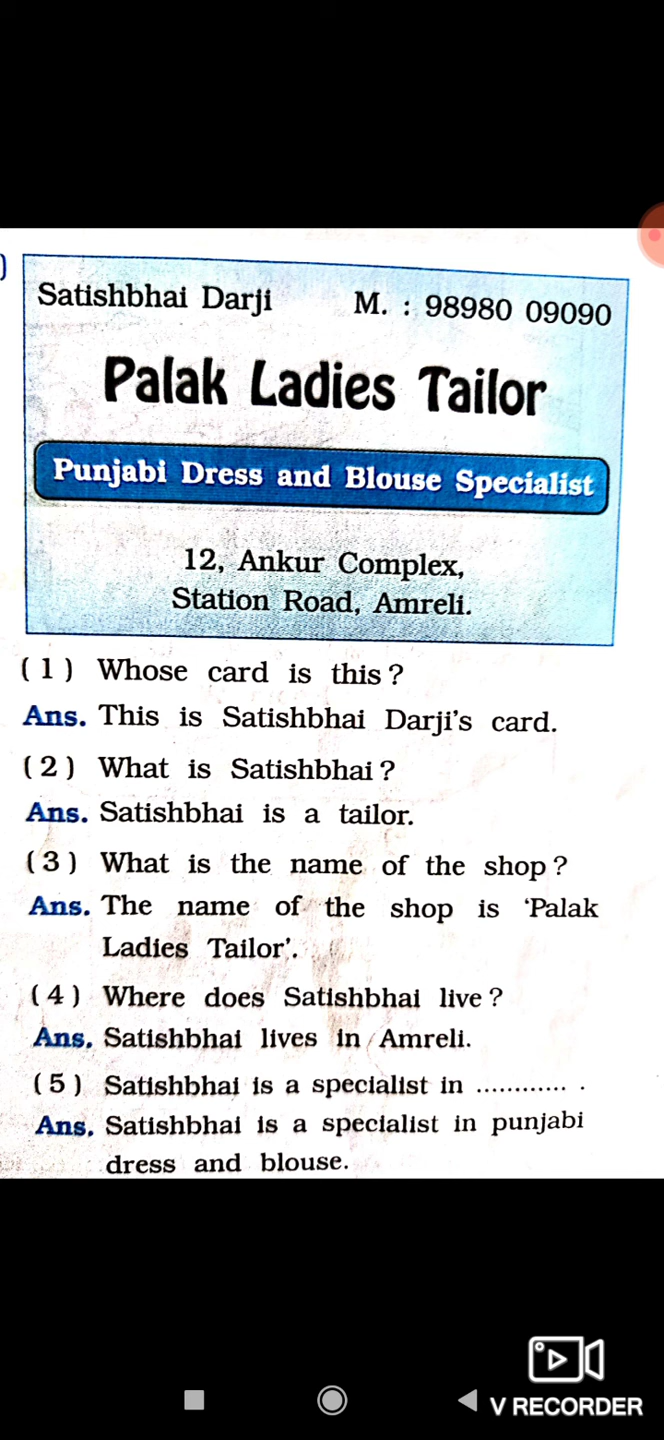 )
Satishbhai Darji M. : 98980 09090
Palak Ladies Tailor
Punjabi Dress and Blouse Specialist
12, Ankur Complex,
Station Road, Amreli.
( 1 ) Whose card is this ?
Ans. This is Satishbhai Darji's card.
( 2 ) What is Satishbhai ?
Ans. Satishbhai is a tailor.
( 3 ) What is the name of the shop ?
Ans. The name of the shop is ‘Palak
Ladies Tailor’.
( 4 ) Where does Satishbhai live ?
Ans. Satishbhai lives in Amreli.
( 5 ) Satishbhai is a specialist in ............ .
Ans. Satishbhai is a specialist in punjabi
dress and blouse.
V RECORDER